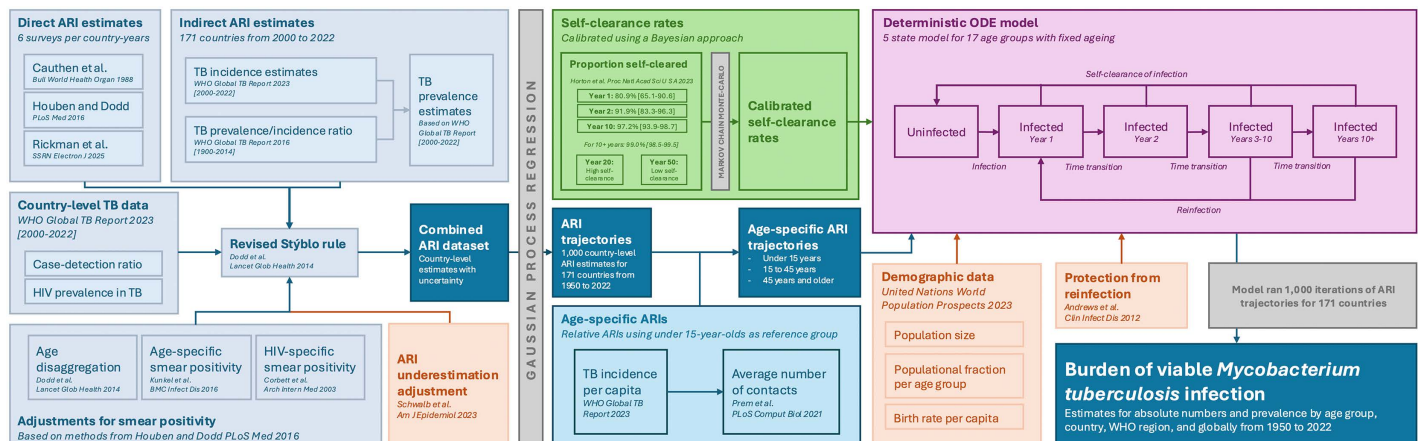 Direct ARI estimates
6 surveys per country-years
Cauthen et al.
Bull World Health Organ 1988
Houben and Dodd
PLoS Med 2016
Rickman et al.
SSRN Electron J 2025
Indirect ARI estimates
171 countries from 2000 to 2022
TB incidence estimates
WHO Global TB Report 2023
[2000-2022]
TB prevalence/incidence ratio
WHO Global TB Report 2016
[1900-2014]
TB
prevalence
estimates
Based on WHO
Global TB Report
[2000-2022]
Country-level TB data
WHO Global TB Report 2023
[2000-2022]
Case-detection ratio
HIV prevalence in TB
Revised Stýblo rule
Dodd et al.
Lancet Glob Health 2014
Combined
ARI dataset
Country-level
estimates with
uncertainty
Age
disaggregation
Dodd et al.
Lancet Glob Health 2014
Age-specific
smear positivity
Kunkel et al.
BMC Infect Dis 2016
HIV-specific
smear positivity
Corbett et al.
Arch Intern Med 2003
Adjustments for smear positivity
Based on methods from Houben and Dodd PLoS Med 2016
ARI
underestimation
adjustment
Schwalb et al.
Am J Epidemiol 2023
GAUSSIAN PROCESS REGRESSION
Self-clearance rates
Calibrated using a Bayesian approach
Proportion self-cleared
Horton et al. Proc Natl Aced Sci U S A 2023
Year 1: 80.9% [65.1-90.6]
Year 2: 91.9% [83.3-96.3]
Year 10: 97.2% [93.9-98.7]
For 10+ years: 99.0% [98.5-99.5]
Year 20:
High self-
clearance
Year 50:
Low self-
clearance
MARKOV CHAIN MONTE-CARLO
Calibrated
self-clearance
rates
ARI
trajectories
1,000 country-level
ARI estimates for
171 countries from
1950 to 2022
Age-specific ARI
trajectories
- Under 15 years
- 15 to 45 years
- 45 years and older
Age-specific ARIs
Relative ARIs using under 15-year-olds as reference group
TB incidence
per capita
WHO Global TB
Report 2023
Average number
of contacts
Prem et al.
PLoS Comput Biol 2021
Deterministic ODE model
5 state model for 17 age groups with fixed ageing
Self-clearance of infection
Uninfected
Infected
Year 1
Infected
Year 2
Infected
Years 3-10
Infected
Years 10+
Infection
Time transition
Time transition
Time transition
Reinfection
Demographic data
United Nations World
Population Prospects 2023
Population size
Populational fraction
per age group
Birth rate per capita
Protection from
reinfection
Andrews et al.
Clin Infect Dis 2012
Model ran 1,000 iterations of ARI
trajectories for 171 countries
Burden of viable Mycobacterium
tuberculosis infection
Estimates for absolute numbers and prevalence by age group,
country, WHO region, and globally from 1950 to 2022